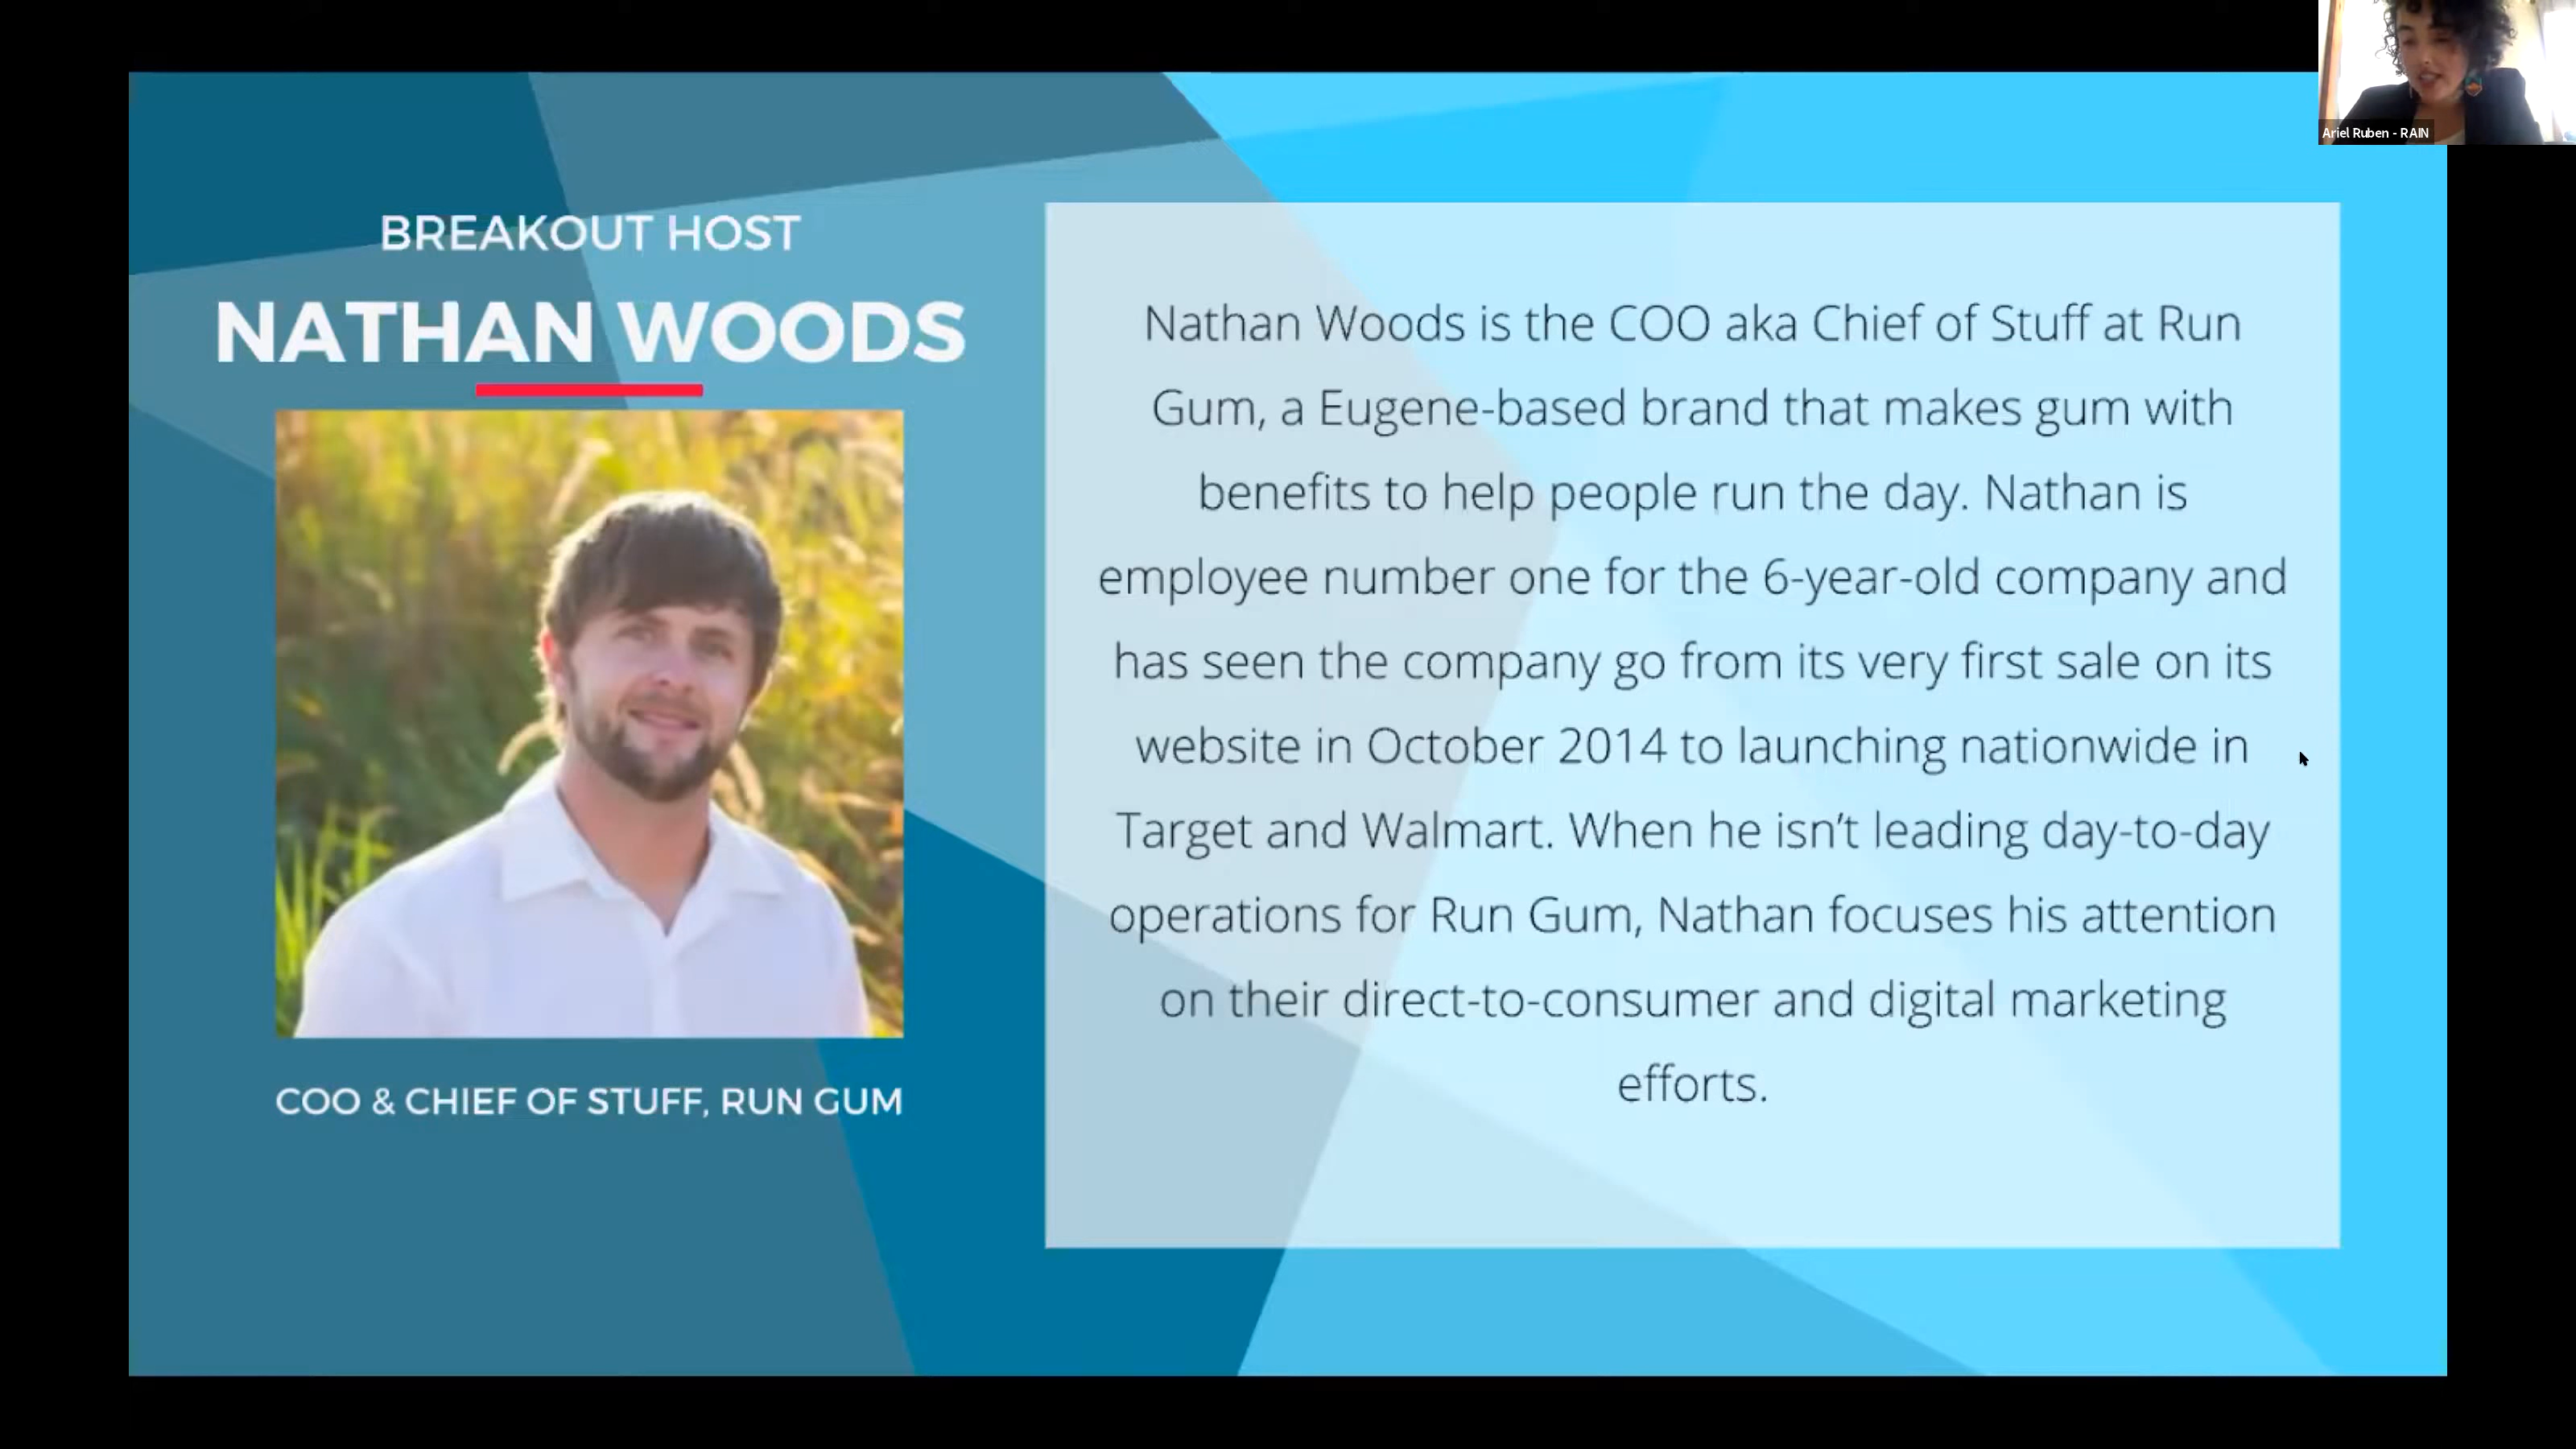 Ariel Ruben - RAIN
BREAKOUT HOST
NATHAN WOODS
COO & CHIEF OF STUFF, RUN GUM
Nathan Woods is the COO aka Chief of Stuff at Run
Gum, a Eugene-based brand that makes gum with
benefits to help people run the day. Nathan is
employee number one for the 6-year-old company and
has seen the company go from its very first sale on its
website in October 2014 to launching nationwide in
Target and Walmart. When he isn't leading day-to-day
operations for Run Gum, Nathan focuses his attention
on their direct-to-consumer and digital marketing
efforts.